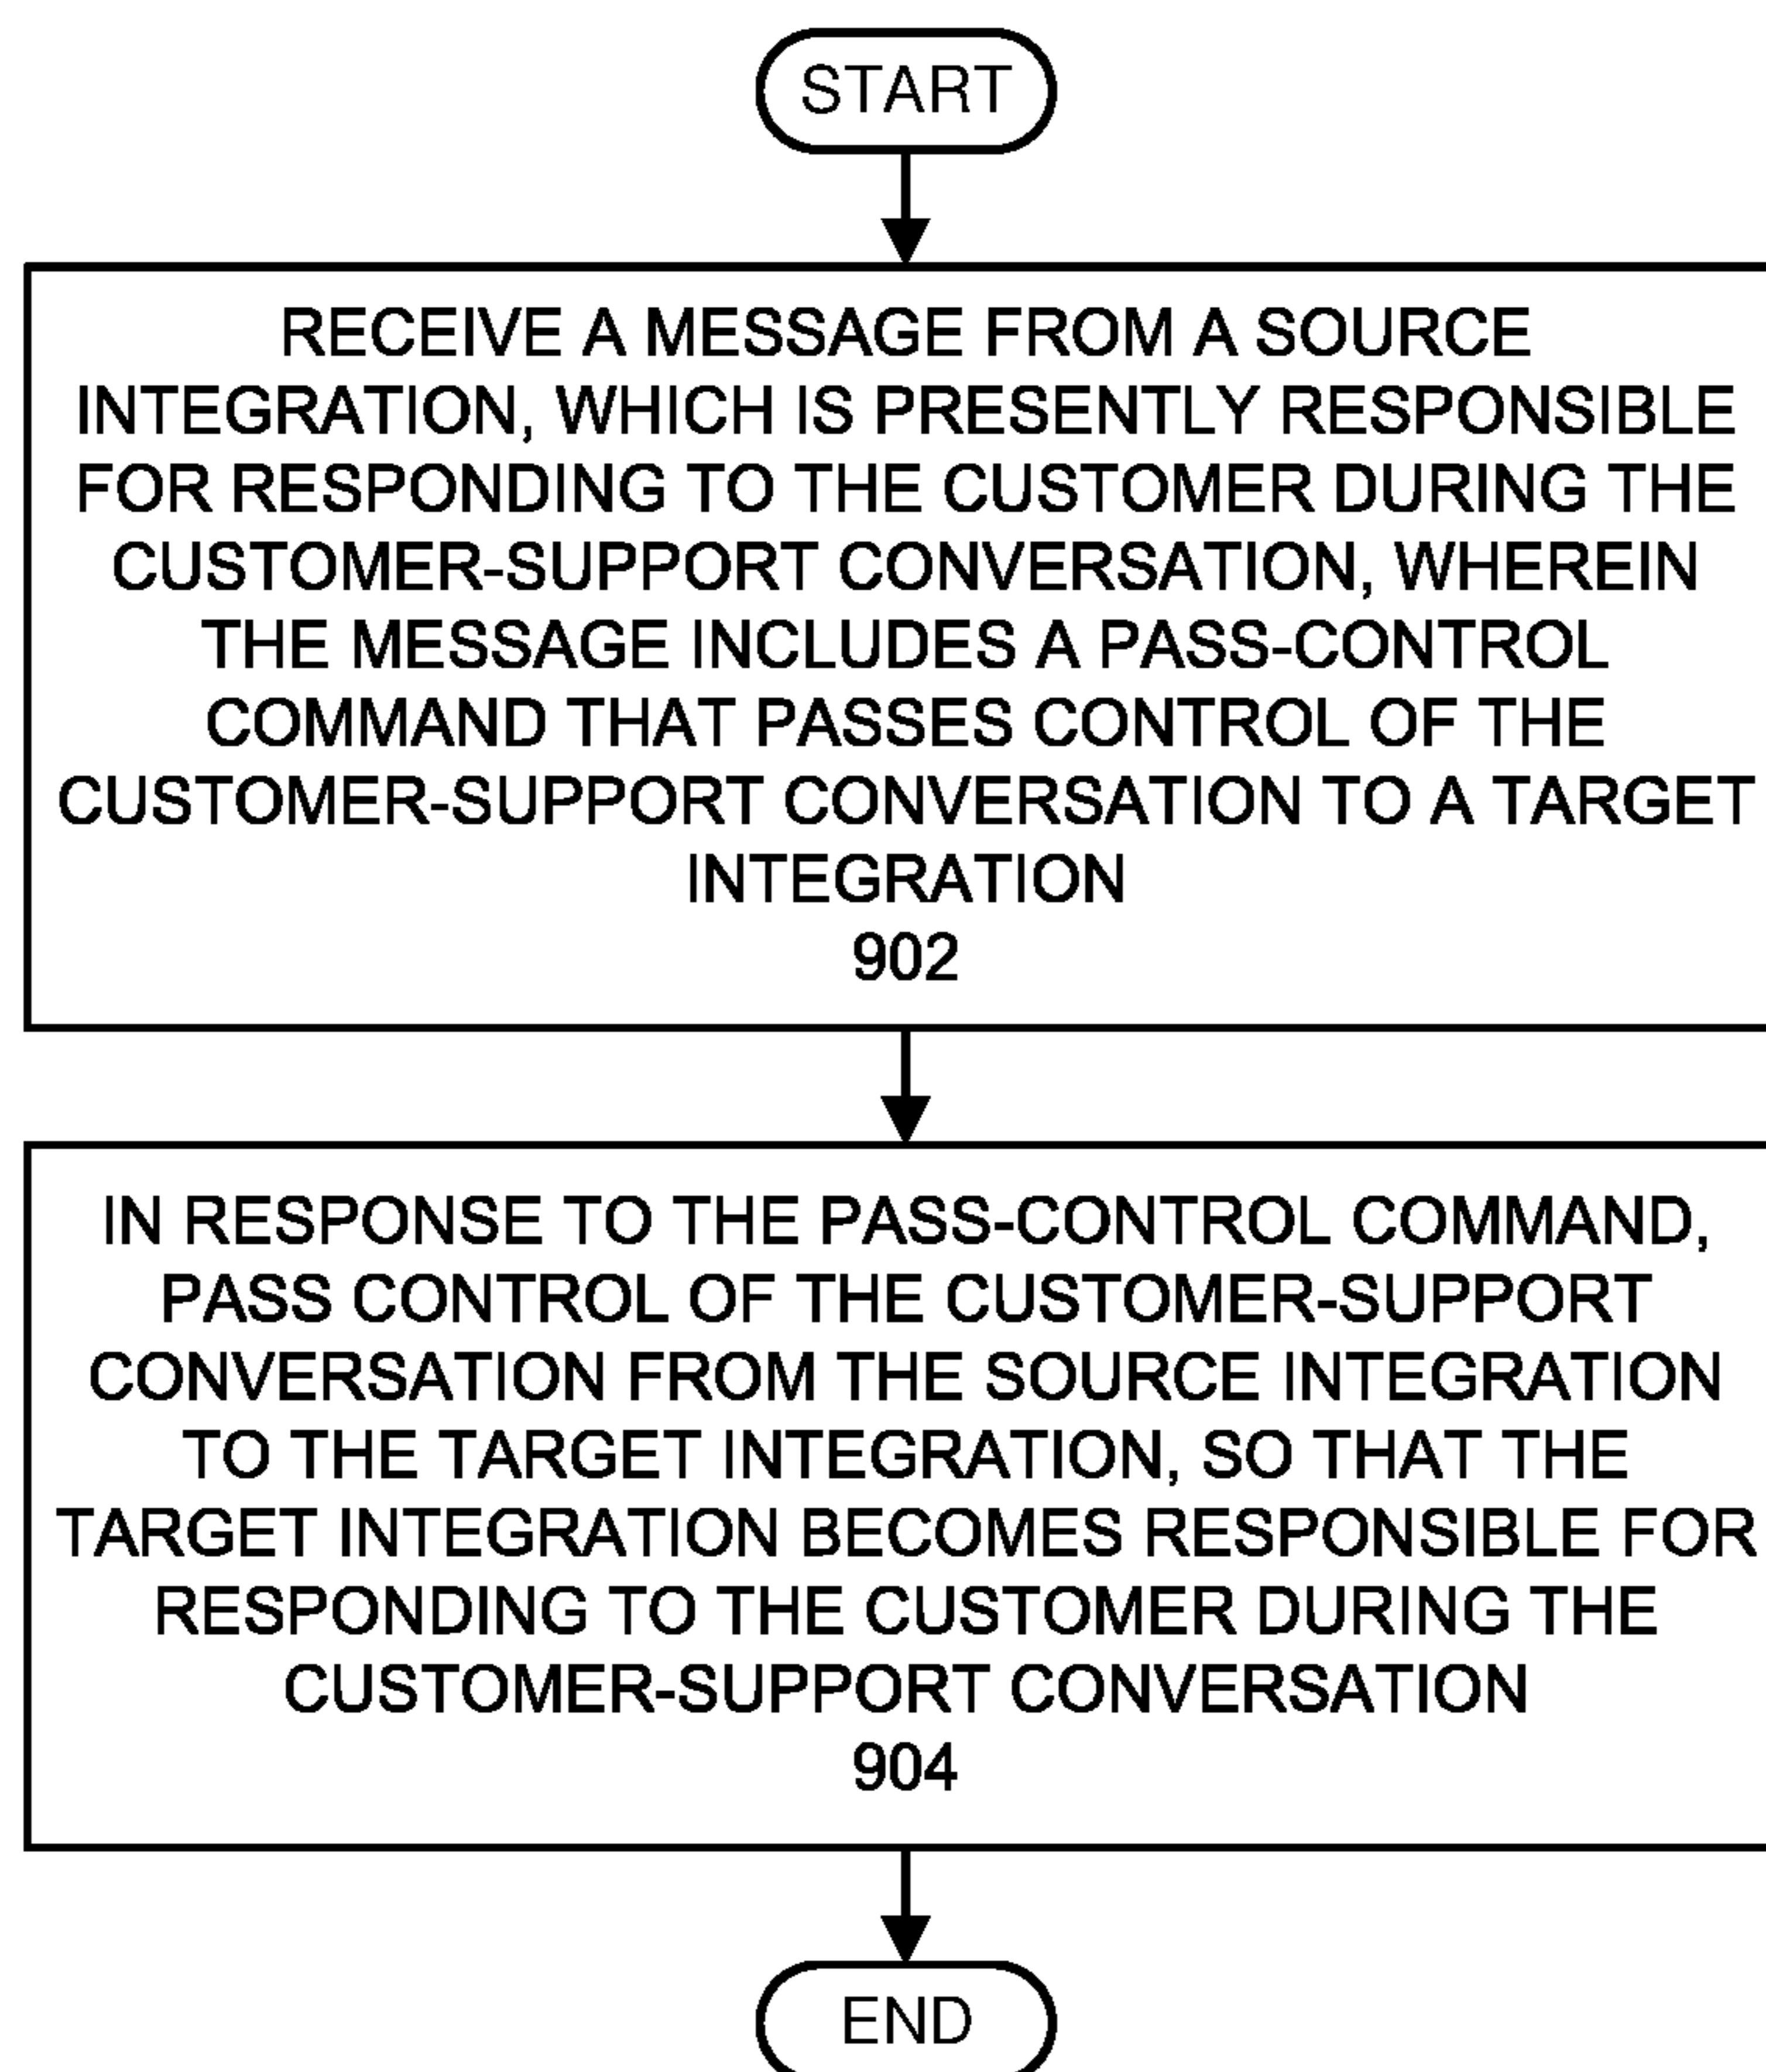 START
RECEIVE A MESSAGE FROM A SOURCE
INTEGRATION, WHICH IS PRESENTLY RESPONSIBLE
FOR RESPONDING TO THE CUSTOMER DURING THE
CUSTOMER-SUPPORT CONVERSATION, WHEREIN
THE MESSAGE INCLUDES A PASS-CONTROL
COMMAND THAT PASSES CONTROL OF THE
CUSTOMER-SUPPORT CONVERSATION TO A TARGET
INTEGRATION
902
IN RESPONSE TO THE PASS-CONTROL COMMAND,
PASS CONTROL OF THE CUSTOMER-SUPPORT
CONVERSATION FROM THE SOURCE INTEGRATION
TO THE TARGET INTEGRATION, SO THAT THE
TARGET INTEGRATION BECOMES RESPONSIBLE FOR
RESPONDING TO THE CUSTOMER DURING THE
CUSTOMER-SUPPORT CONVERSATION
904
END